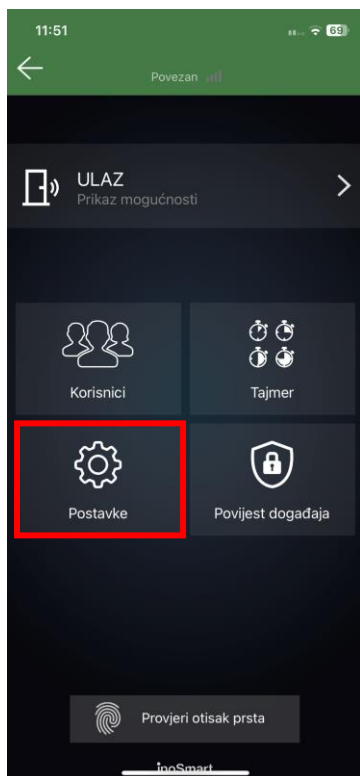 11:51
69
Povezan
ULAZ
Prikaz mogućnosti
Korisnici
Tajmer
Postavke
Povijest događaja
Provjeri otisak prsta
inoSmart